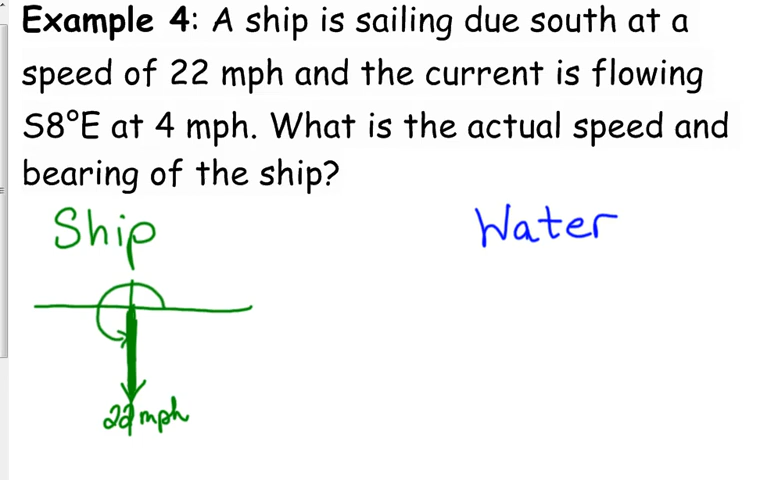 Example 4: A ship is sailing due south at a
speed of 22 mph and the current is flowing
S8°E at 4 mph. What is the actual speed and
bearing of the ship?
Ship
Water
22 mph